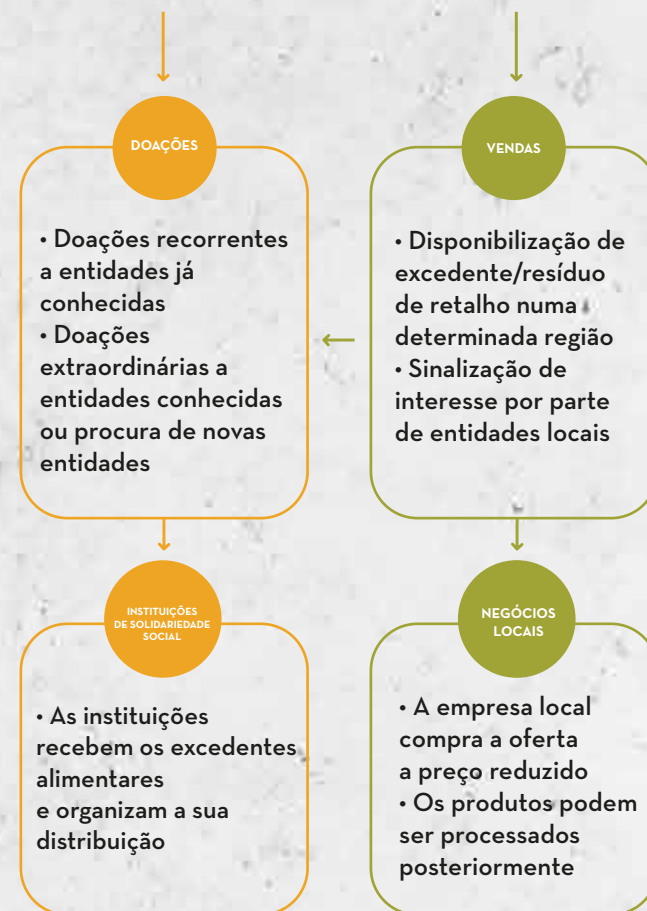 DOAÇÕES
• Doações recorrentes
a entidades já
conhecidas
• Doações
extraordinárias a
entidades conhecidas
ou procura de novas
entidades
VENDAS
• Disponibilização de
excedente/resíduo
de retalho numa
determinada região
• Sinalização de
interesse por parte
de entidades locais
INSTITUIÇÕES
DE SOLIDARIEDADE
SOCIAL
• As instituições
recebem os excedentes
alimentares
e organizam a sua
distribuição
NEGÓCIOS
LOCAIS
• A empresa local
compra a oferta
a preço reduzido
• Os produtos podem
ser processados
posteriormente